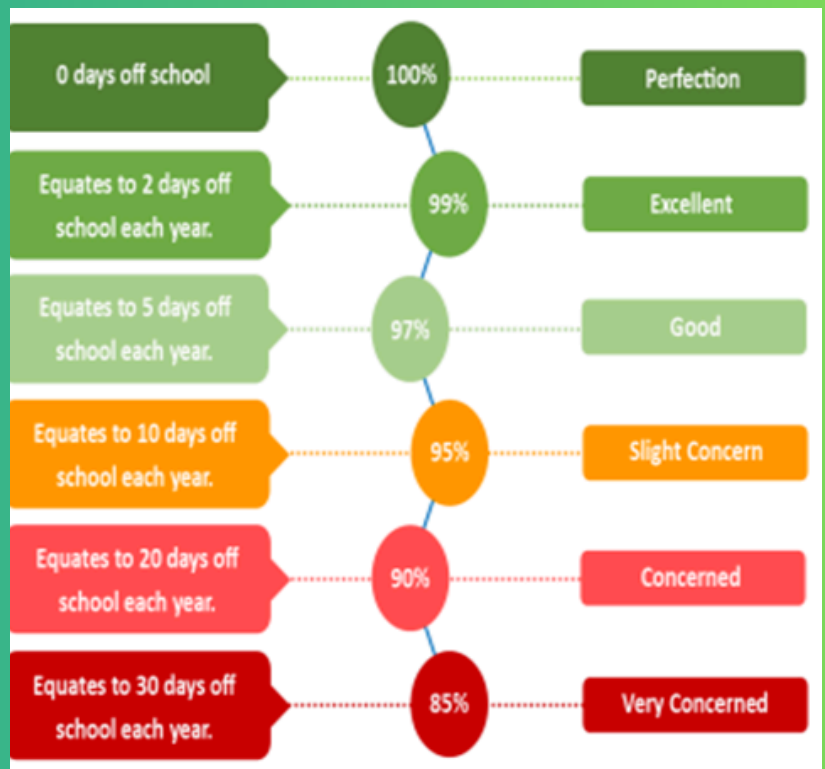 0 days off school
100%
Perfection
Equates to 2 days off
school each year.
99%
Excellent
Equates to 5 days off
school each year.
97%
Good
Equates to 10 days off
school each year.
95%
Slight Concern
Equates to 20 days off
school each year.
90%
Concerned
Equates to 30 days off
school each year.
85%
Very Concerned